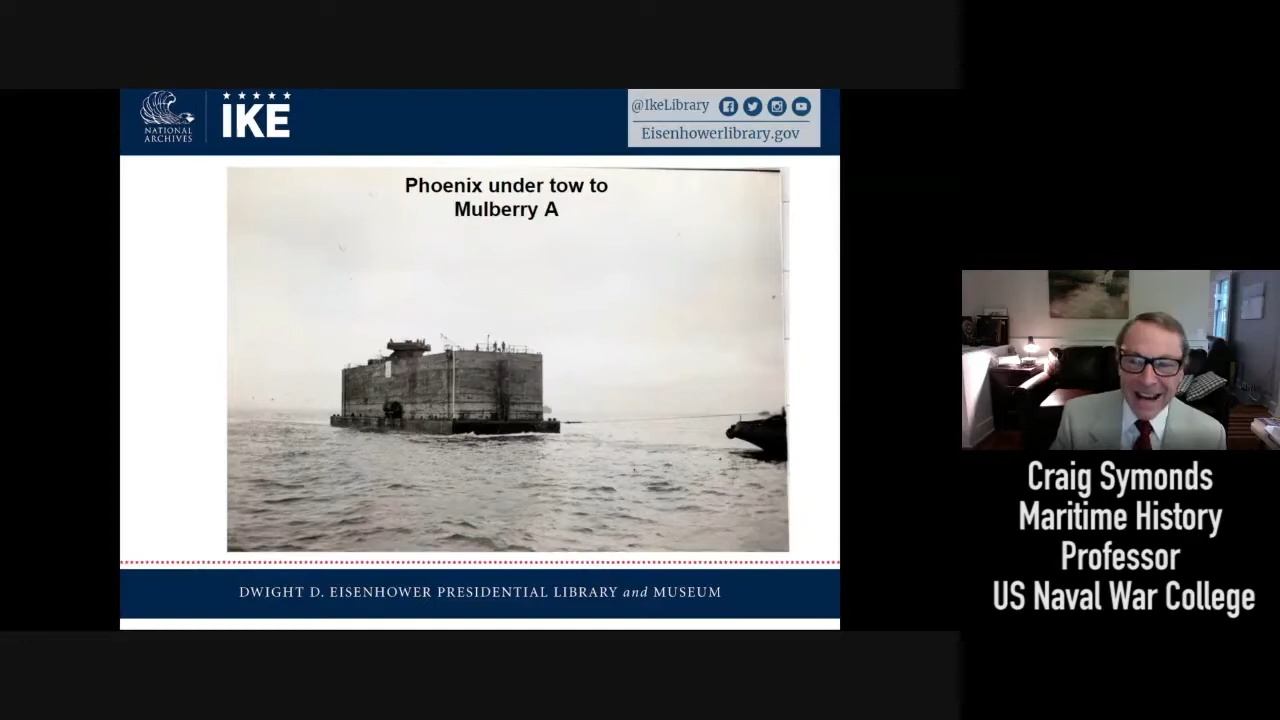 NATIONAL
ARCHIVES
IKE
@IkeLibrary
Eisenhowerlibrary.gov
Phoenix under tow to
Mulberry A
DWIGHT D. EISENHOWER PRESIDENTIAL LIBRARY and MUSEUM
Craig Symonds
Maritime History
Professor
US Naval War College